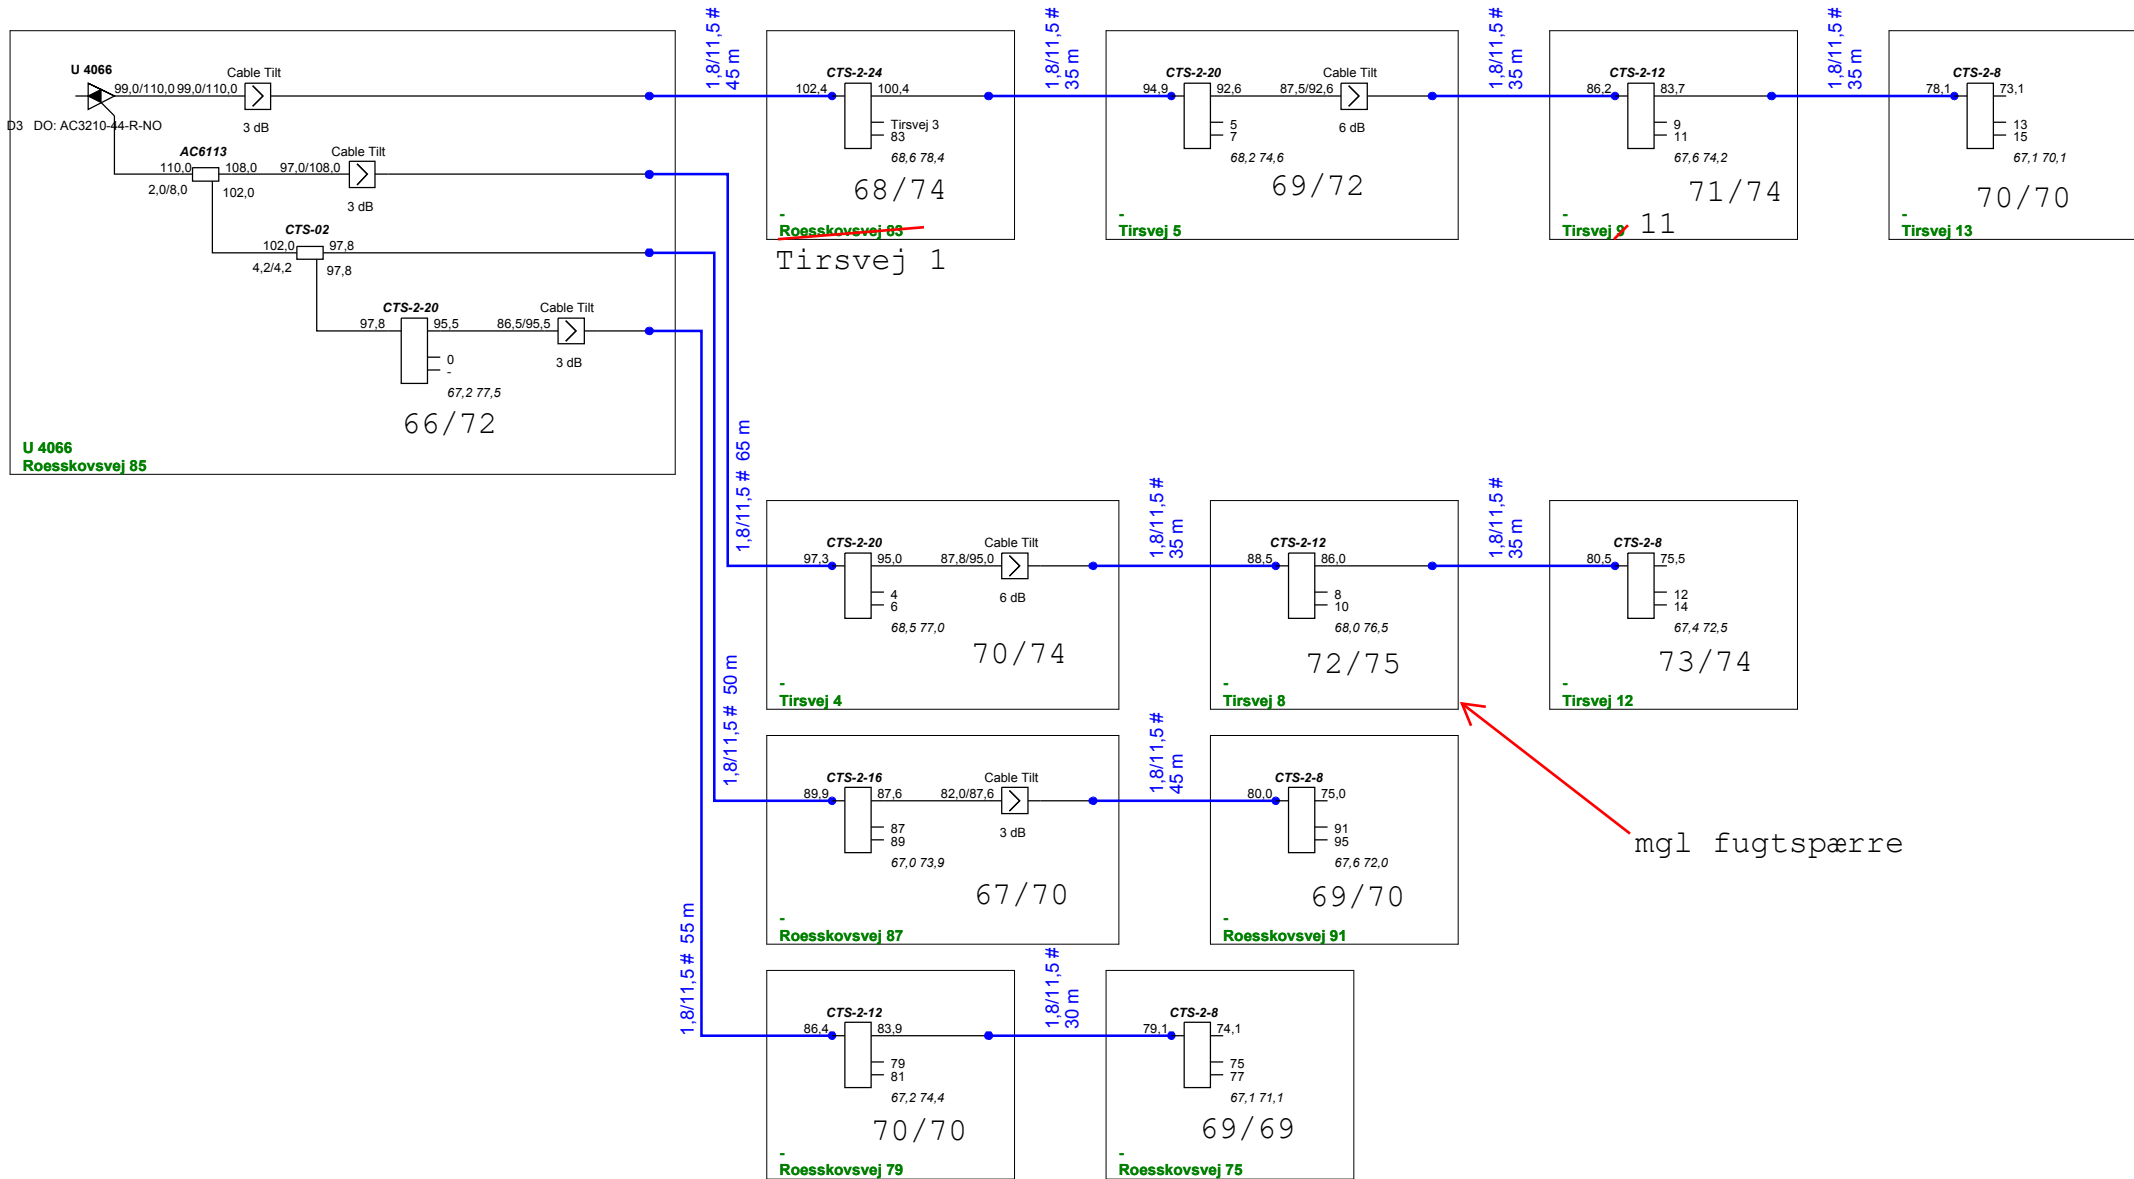 U 4066
99,0/110,0 99,0/110,0
Cable Tilt
3 dB
D3 DO: AC3210-44-R-NO
AC6113
110,0
108,0
2,0/8,0
102,0
97,0/108,0
Cable Tilt
3 dB
CTS-02
102,0
97,8
4,2/4,2
97,8
CTS-2-20
97,8
95,5
86,5/95,5
Cable Tilt
3 dB
0
-
67,2 77,5
66/72
U 4066
Roesskovsvej 85
1,8/11,5 #
45 m
CTS-2-24
102,4
100,4
Tirsvej 3
83
68,6 78,4
68/74
-
Roesskovsvej 83
Tirsvej 1
1,8/11,5 #
35 m
CTS-2-20
94,9
92,6
87,5/92,6
Cable Tilt
6 dB
5
7
68,2 74,6
69/72
-
Tirsvej 5
1,8/11,5 #
35 m
CTS-2-12
86,2
83,7
9
11
67,6 74,2
71/74
-
Tirsvej 9 11
1,8/11,5 #
35 m
CTS-2-8
78,1
73,1
13
15
67,1 70,1
70/70
-
Tirsvej 13
1,8/11,5 # 65 m
CTS-2-20
97,3
95,0
87,8/95,0
Cable Tilt
6 dB
4
6
68,5 77,0
70/74
-
Tirsvej 4
1,8/11,5 #
35 m
CTS-2-12
88,5
86,0
8
10
68,0 76,5
72/75
-
Tirsvej 8
1,8/11,5 #
35 m
CTS-2-8
80,5
75,5
12
14
67,4 72,5
73/74
-
Tirsvej 12
mgl fugtspærre
1,8/11,5 # 50 m
CTS-2-16
89,9
87,6
82,0/87,6
Cable Tilt
3 dB
87
89
67,0 73,9
67/70
-
Roesskovsvej 87
1,8/11,5 #
45 m
CTS-2-8
80,0
75,0
91
95
67,6 72,0
69/70
-
Roesskovsvej 91
1,8/11,5 # 55 m
CTS-2-12
86,4
83,9
79
81
67,2 74,4
70/70
-
Roesskovsvej 79
1,8/11,5 #
30 m
CTS-2-8
79,1
74,1
75
77
67,1 71,1
69/69
-
Roesskovsvej 75